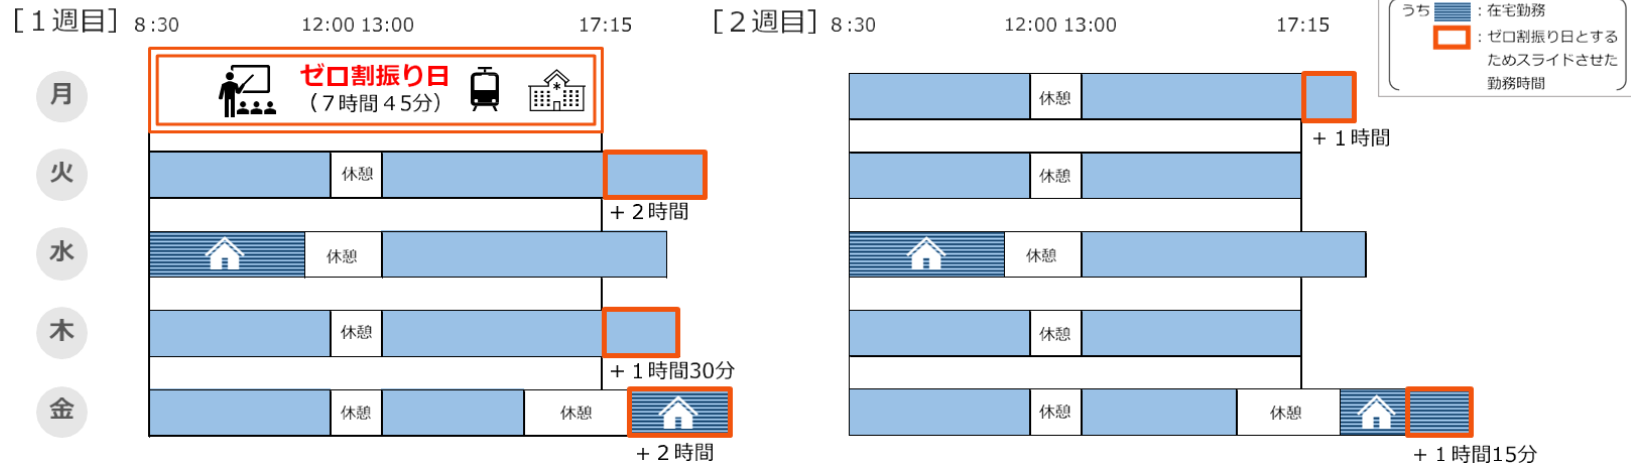 [１週目] 8:30 12:00 13:00 17:15
月
ゼロ割振り日
（７時間４５分）
火
休憩
＋２時間
水
休憩
木
休憩
＋１時間30分
金
休憩
休憩
＋２時間
[２週目] 8:30 12:00 13:00 17:15
休憩
＋１時間
休憩
休憩
休憩
休憩
休憩
＋１時間15分
うち ：在宅勤務
：ゼロ割振り日とする
ためスライドさせた
勤務時間